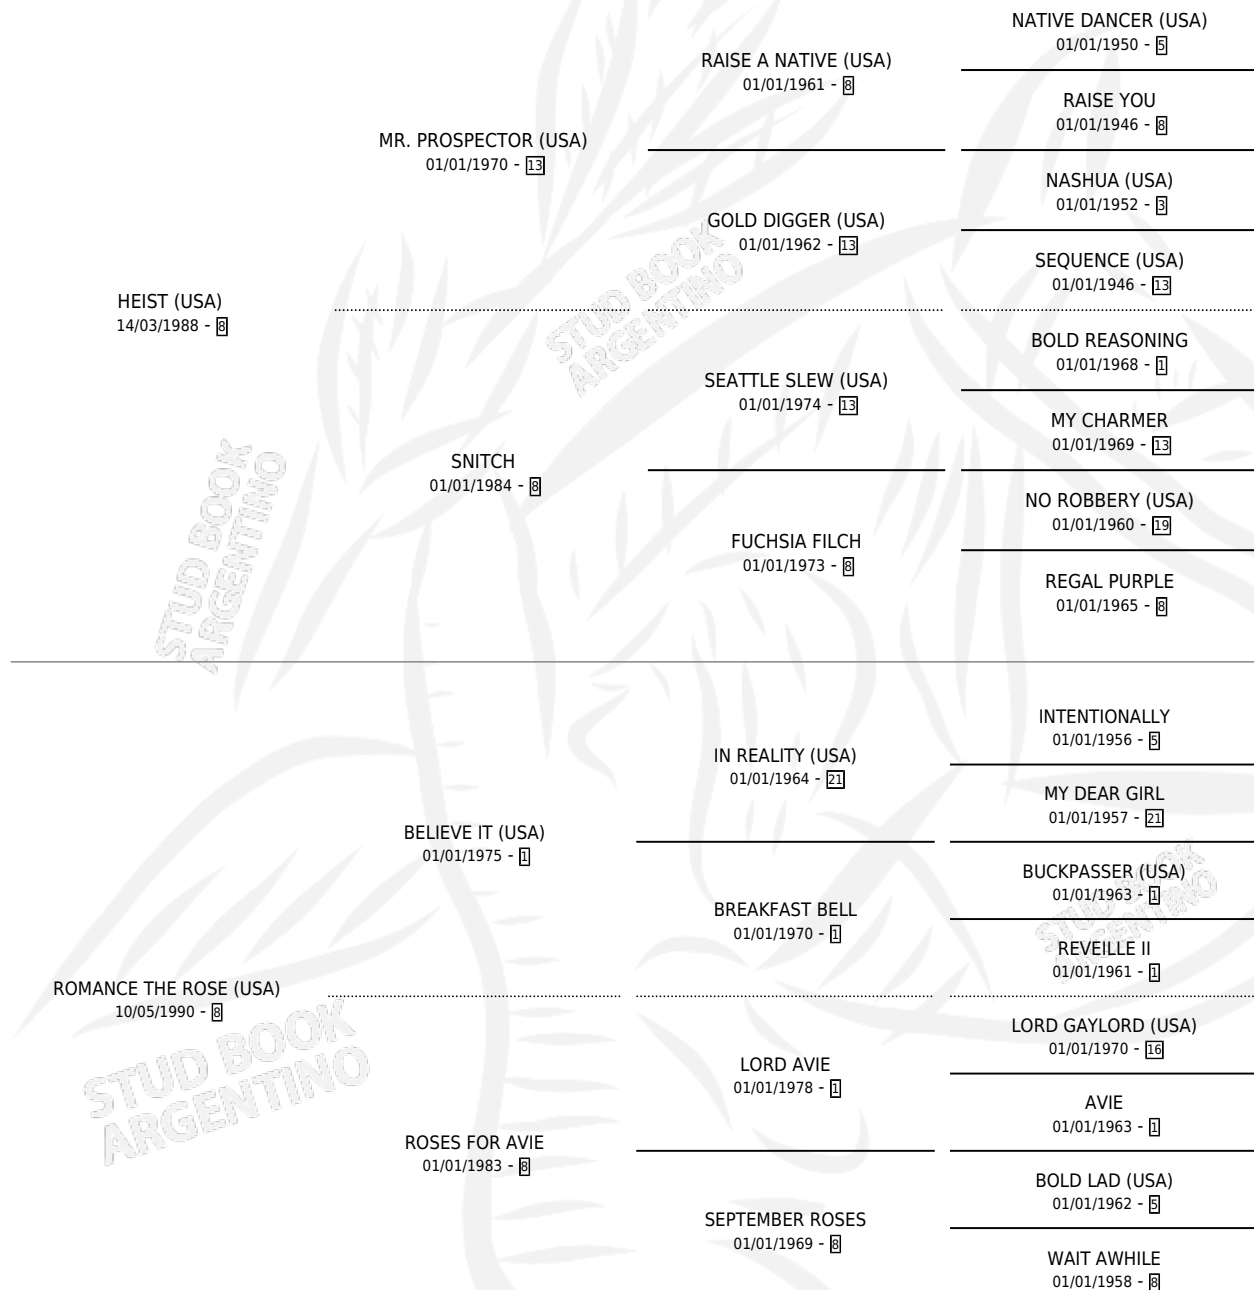 NATIVE DANCER (USA)
01/01/1950 - 5
RAISE A NATIVE (USA)
01/01/1961 - 8
RAISE YOU
01/01/1946 - 8
MR. PROSPECTOR (USA)
01/01/1970 - 13
NASHUA (USA)
01/01/1952 - 3
GOLD DIGGER (USA)
01/01/1962 - 13
SEQUENCE (USA)
01/01/1946 - 13
HEIST (USA)
14/03/1988 - 8
BOLD REASONING
01/01/1968 - 1
SEATTLE SLEW (USA)
01/01/1974 - 13
MY CHARMER
01/01/1969 - 13
SNITCH
01/01/1984 - 8
NO ROBBERY (USA)
01/01/1960 - 19
FUCHSIA FILCH
01/01/1973 - 8
REGAL PURPLE
01/01/1965 - 8
INTENTIONALLY
01/01/1956 - 5
IN REALITY (USA)
01/01/1964 - 21
MY DEAR GIRL
01/01/1957 - 21
BELIEVE IT (USA)
01/01/1975 - 1
BUCKPASSER (USA)
01/01/1963 - 1
BREAKFAST BELL
01/01/1970 - 1
REVEILLE II
01/01/1961 - 1
ROMANCE THE ROSE (USA)
10/05/1990 - 8
LORD GAYLORD (USA)
01/01/1970 - 16
LORD AVIE
01/01/1978 - 1
AVIE
01/01/1963 - 1
ROSES FOR AVIE
01/01/1983 - 8
BOLD LAD (USA)
01/01/1962 - 5
SEPTEMBER ROSES
01/01/1969 - 8
WAIT AWHILE
01/01/1958 - 8
STUD BOOK
ARGENTINO
STUD BOOK
ARGENTINO
STUD BOOK
ARGENTINO
STUD BOOK
ARGENTINO